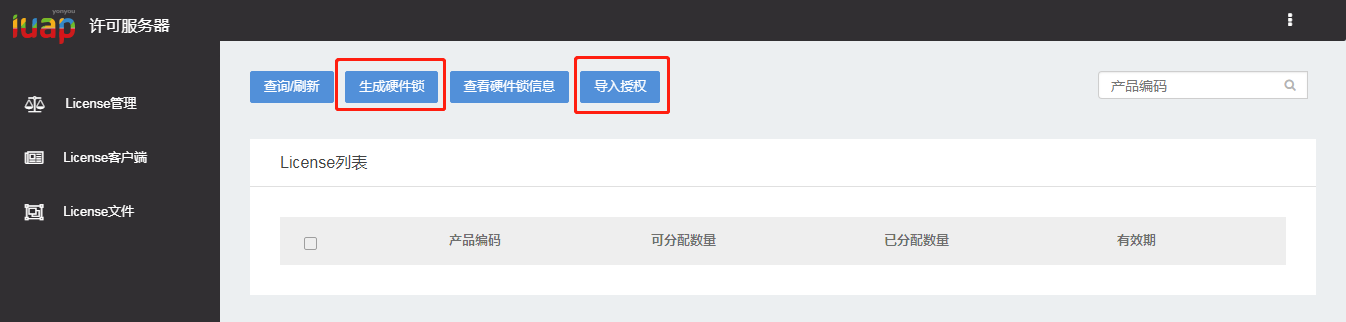 yonyou
iuap 许可服务器
License管理
License客户端
License文件
查询/刷新 生成硬件锁 查看硬件锁信息 导入授权 产品编码
License列表
产品编码 可分配数量 已分配数量 有效期